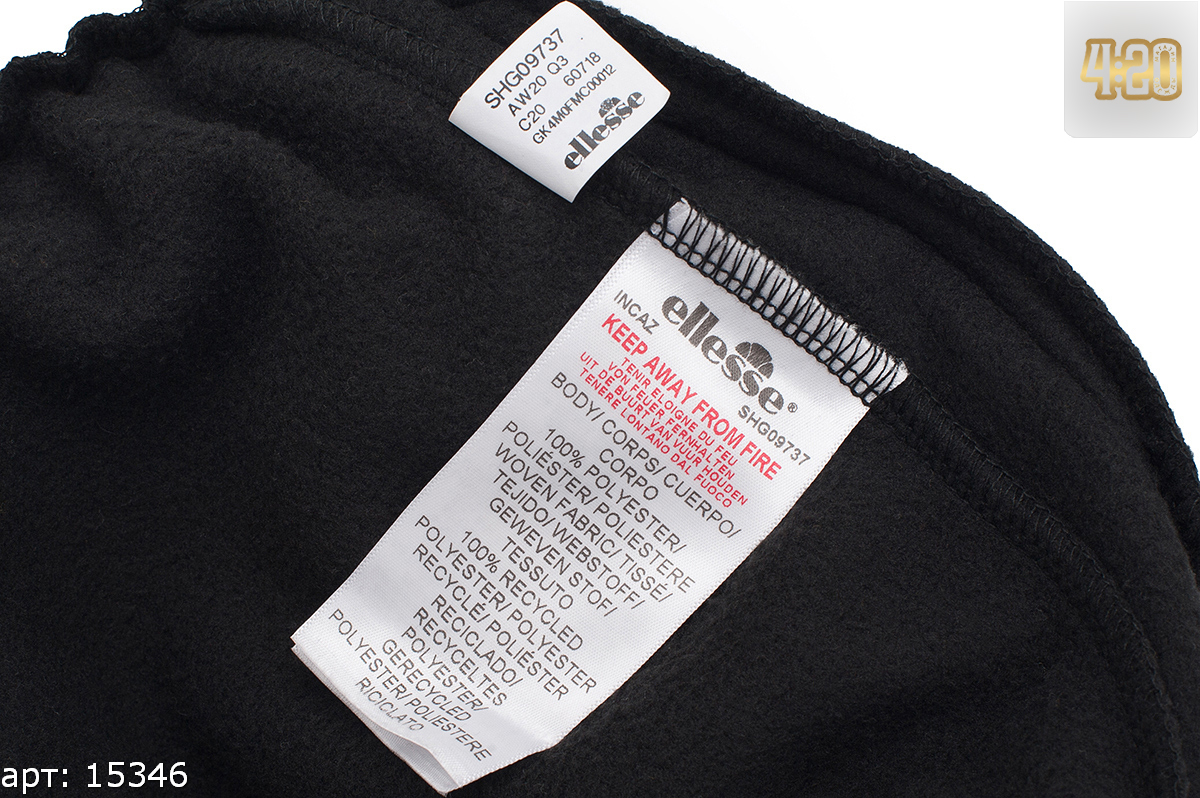 4:20
SHG09737
AW20 Q3
C20 60718
GK4M0FMC00012
ellesse
ellesse®
INCAZ SHG09737
KEEP AWAY FROM FIRE
TENIR ELOIGNE DU FEU
VON FEUER FERNHALTEN
UIT DE BUURT VAN VUUR HOUDEN
TENERE LONTANO DAL FUOCO
BODY/ CORPS/ CUERPO/
CORPO
100% POLYESTER/
POLIÉSTER/ POLIESTERE
WOVEN FABRIC/ TISSÉ/
TEJIDO/ WEBSTOFF/
GEWEVEN STOF/
TESSUTO
100% RECYCLED
POLYESTER/ POLYESTER
RECYCLÉ/ POLIÉSTER
RECICLADO/
RECYCELTES
POLYESTER/
GERECYCLED
POLYESTER/ POLIESTERE
RICICLATO
арт: 15346